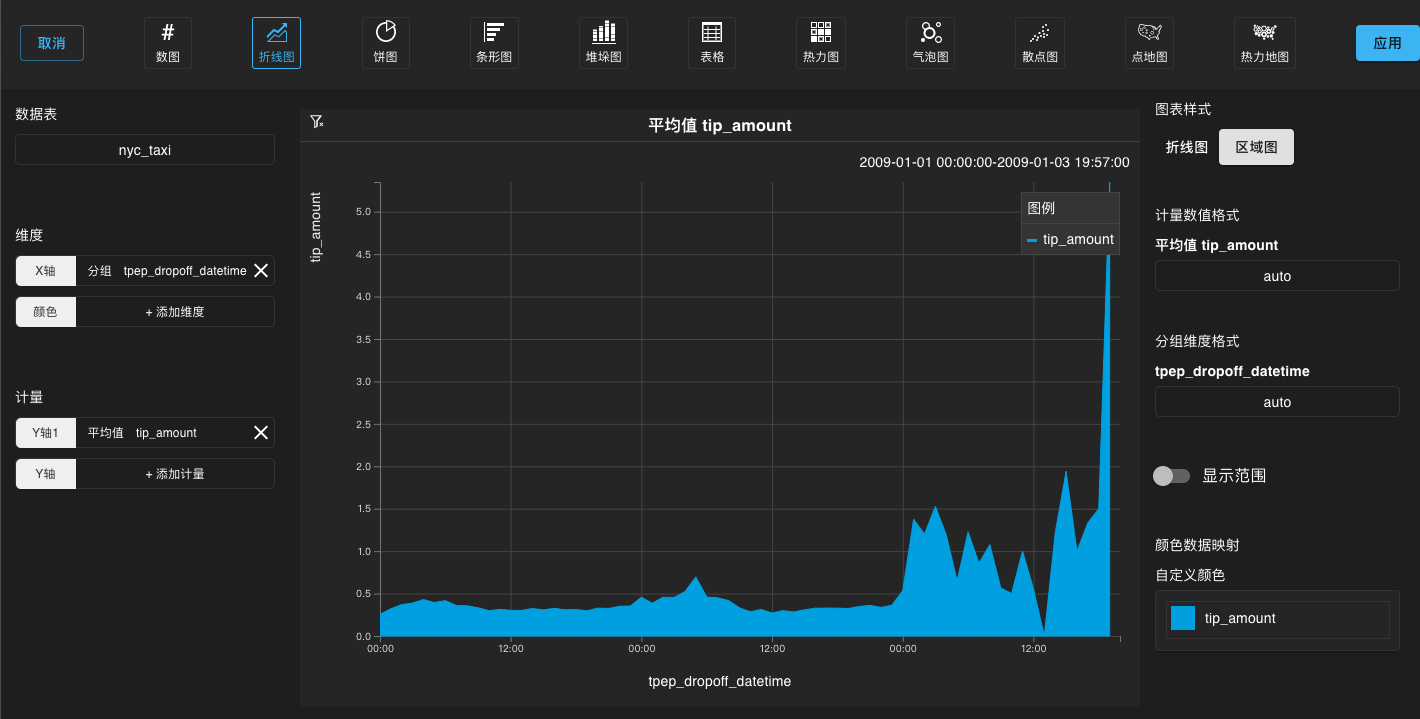 取消
#
数图
折线图
饼图
条形图
堆垛图
表格
热力图
气泡图
散点图
点地图
热力地图
应用
数据表
nyc_taxi
维度
X轴 分组 tpep_dropoff_datetime
颜色 + 添加维度
计量
Y轴1 平均值 tip_amount
Y轴 + 添加计量
平均值 tip_amount
2009-01-01 00:00:00-2009-01-03 19:57:00
tip_amount
图例
tip_amount
5.0
4.5
4.0
3.5
3.0
2.5
2.0
1.5
1.0
0.5
0.0
00:00 12:00 00:00 12:00 00:00 12:00
tpep_dropoff_datetime
图表样式
折线图 区域图
计量数值格式
平均值 tip_amount
auto
分组维度格式
tpep_dropoff_datetime
auto
显示范围
颜色数据映射
自定义颜色
tip_amount